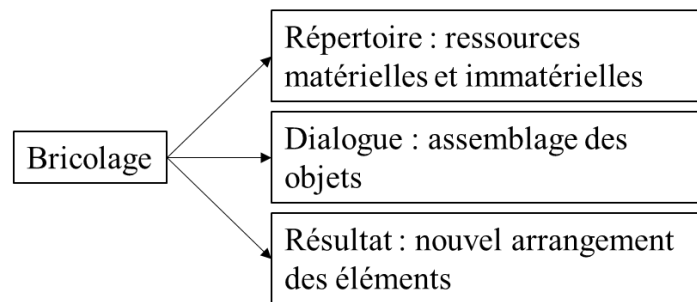 Bricolage
Répertoire : ressources
matérielles et immatérielles
Dialogue : assemblage des
objets
Résultat : nouvel arrangement
des éléments